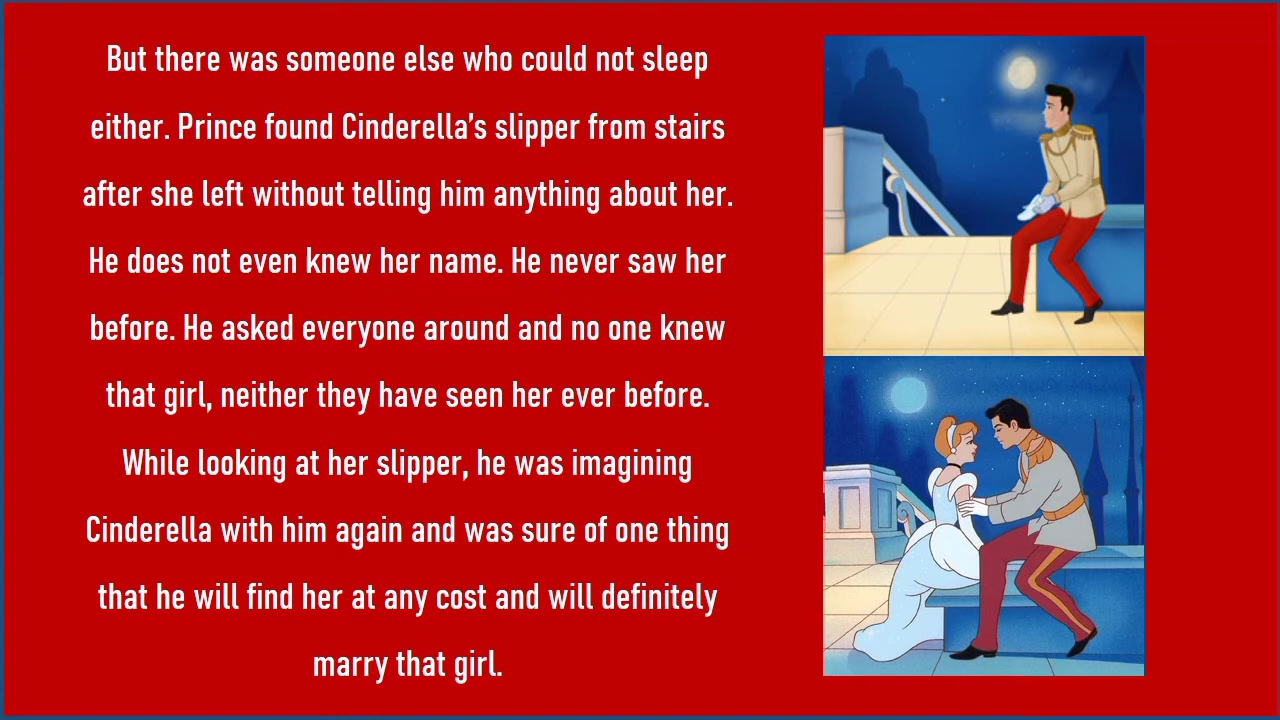 But there was someone else who could not sleep
either. Prince found Cinderella’s slipper from stairs
after she left without telling him anything about her.
He does not even knew her name. He never saw her
before. He asked everyone around and no one knew
that girl, neither they have seen her ever before.
While looking at her slipper, he was imagining
Cinderella with him again and was sure of one thing
that he will find her at any cost and will definitely
marry that girl.